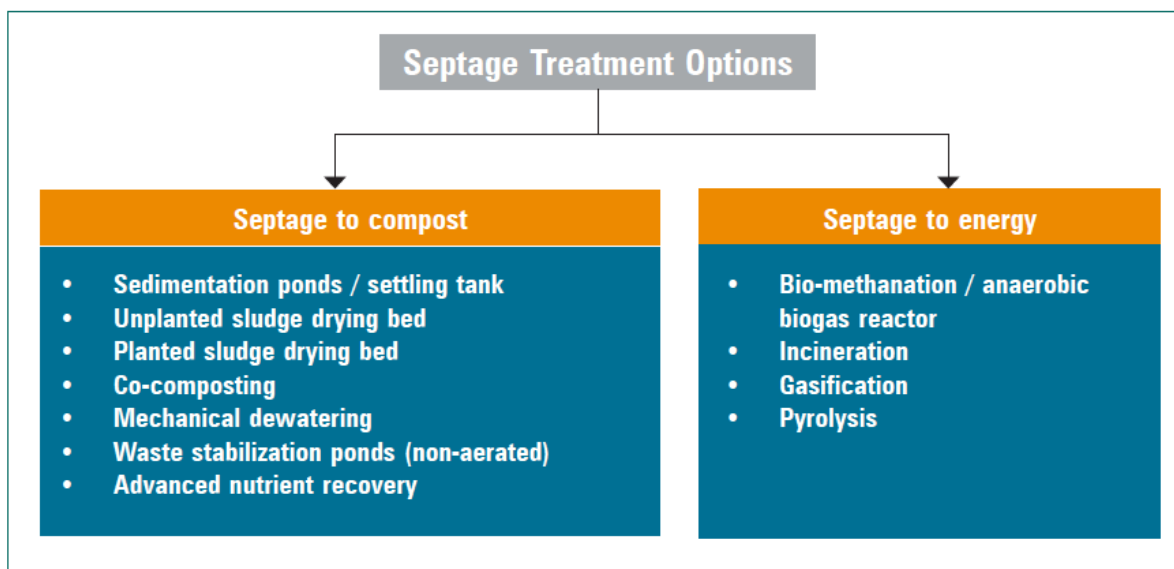 Septage Treatment Options
Septage to compost
• Sedimentation ponds / settling tank
• Unplanted sludge drying bed
• Planted sludge drying bed
• Co-composting
• Mechanical dewatering
• Waste stabilization ponds (non-aerated)
• Advanced nutrient recovery
Septage to energy
• Bio-methanation / anaerobic
biogas reactor
• Incineration
• Gasification
• Pyrolysis